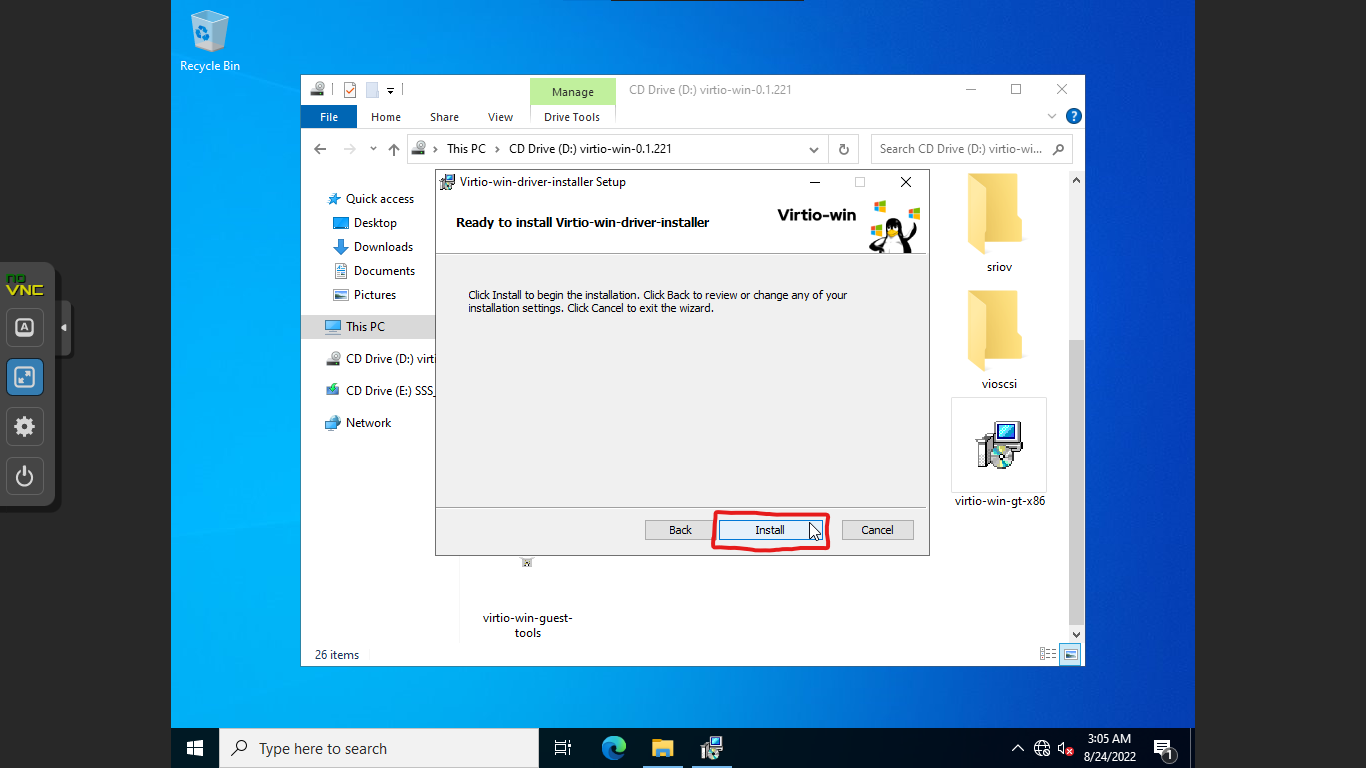 Recycle Bin
Manage
CD Drive (D:) virtio-win-0.1.221
File
Home
Share
View
Drive Tools
This PC
CD Drive (D:) virtio-win-0.1.221
Search CD Drive (D:) virtio-wi...
Quick access
Desktop
Downloads
Documents
Pictures
This PC
CD Drive (D:) virti
CD Drive (E:) SSS_
Network
Virtio-win-driver-installer Setup
Ready to install Virtio-win-driver-installer
Virtio-win
Click Install to begin the installation. Click Back to review or change any of your
installation settings. Click Cancel to exit the wizard.
Back
Install
Cancel
sriov
vioscsi
virtio-win-gt-x86
virtio-win-guest-
tools
26 items
no
VNC
A
Type here to search
3:05 AM
8/24/2022
1